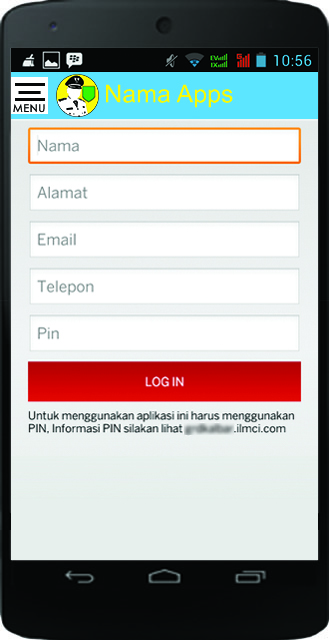 10:56
MENU
Nama Apps
Nama
Alamat
Email
Telepon
Pin
LOG IN
Untuk menggunakan aplikasi ini harus menggunakan
PIN, Informasi PIN silakan lihat .ilmci.com